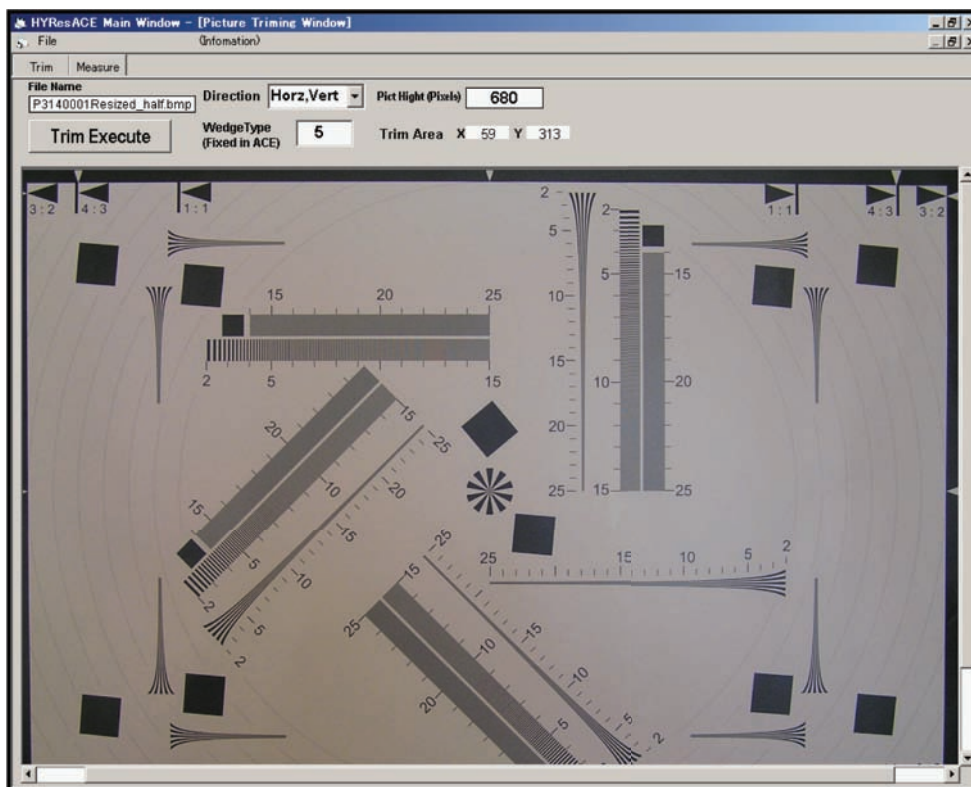 HYResACE Main Window - [Picture Triming Window]
File (Infomation)
Trim Measure
File Name
P3140001Resized_half.bmp
Direction Horz,Vert
Pict Hight (Pixels) 680
Trim Execute
WedgeType
(Fixed in ACE)
5
Trim Area X 59 Y 313
3:2 4:3 1:1
1:1 4:3 3:2
2 5 10 15 20 25
2 5 10 15
15 20 25
15 20 25
2 5 15
20 15
15 10 5 2
25 20 15 10 5 2
25 15 10 5 2
25 20
15 10 5
25 15 10 5 2